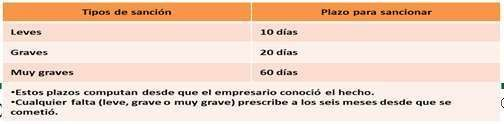 Tipos de sanción Plazo para sancionar
Leves 10 días
Graves 20 días
Muy graves 60 días
•Estos plazos computan desde que el empresario conoció el hecho.
•Cualquier falta (leve, grave o muy grave) prescribe a los seis meses desde que se
cometió.